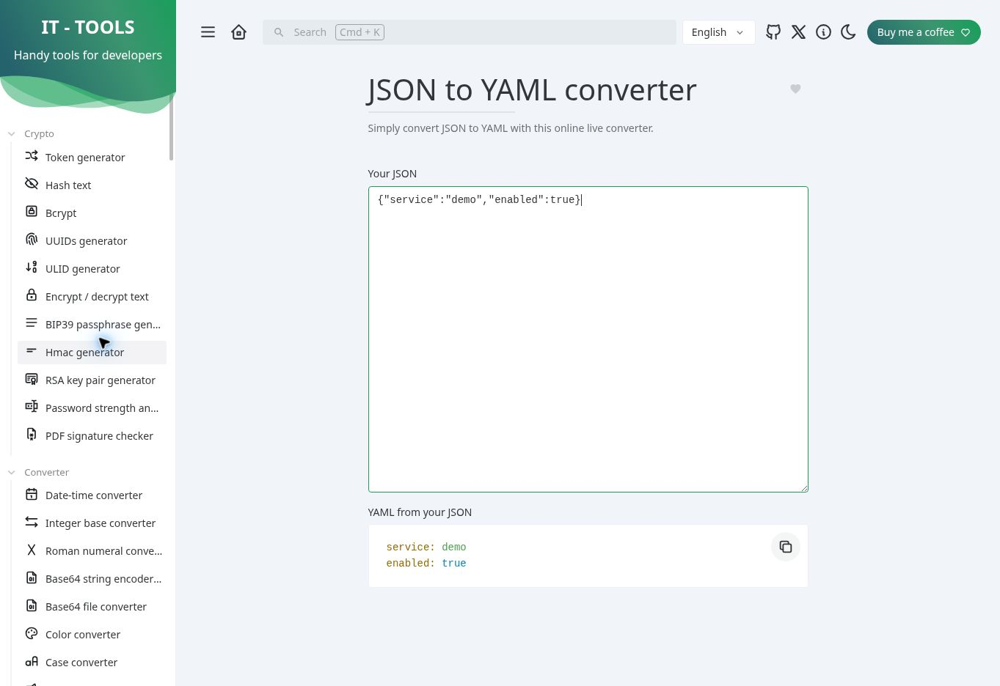 IT - TOOLS
Handy tools for developers
Crypto
Token generator
Hash text
Bcrypt
UUIDs generator
ULID generator
Encrypt / decrypt text
BIP39 passphrase gen...
Hmac generator
RSA key pair generator
Password strength an...
PDF signature checker
Converter
Date-time converter
Integer base converter
Roman numeral conve...
Base64 string encoder...
Base64 file converter
Color converter
Case converter
Search Cmd + K
English
Buy me a coffee
JSON to YAML converter
Simply convert JSON to YAML with this online live converter.
Your JSON
{"service":"demo","enabled":true}
YAML from your JSON
service: demo
enabled: true